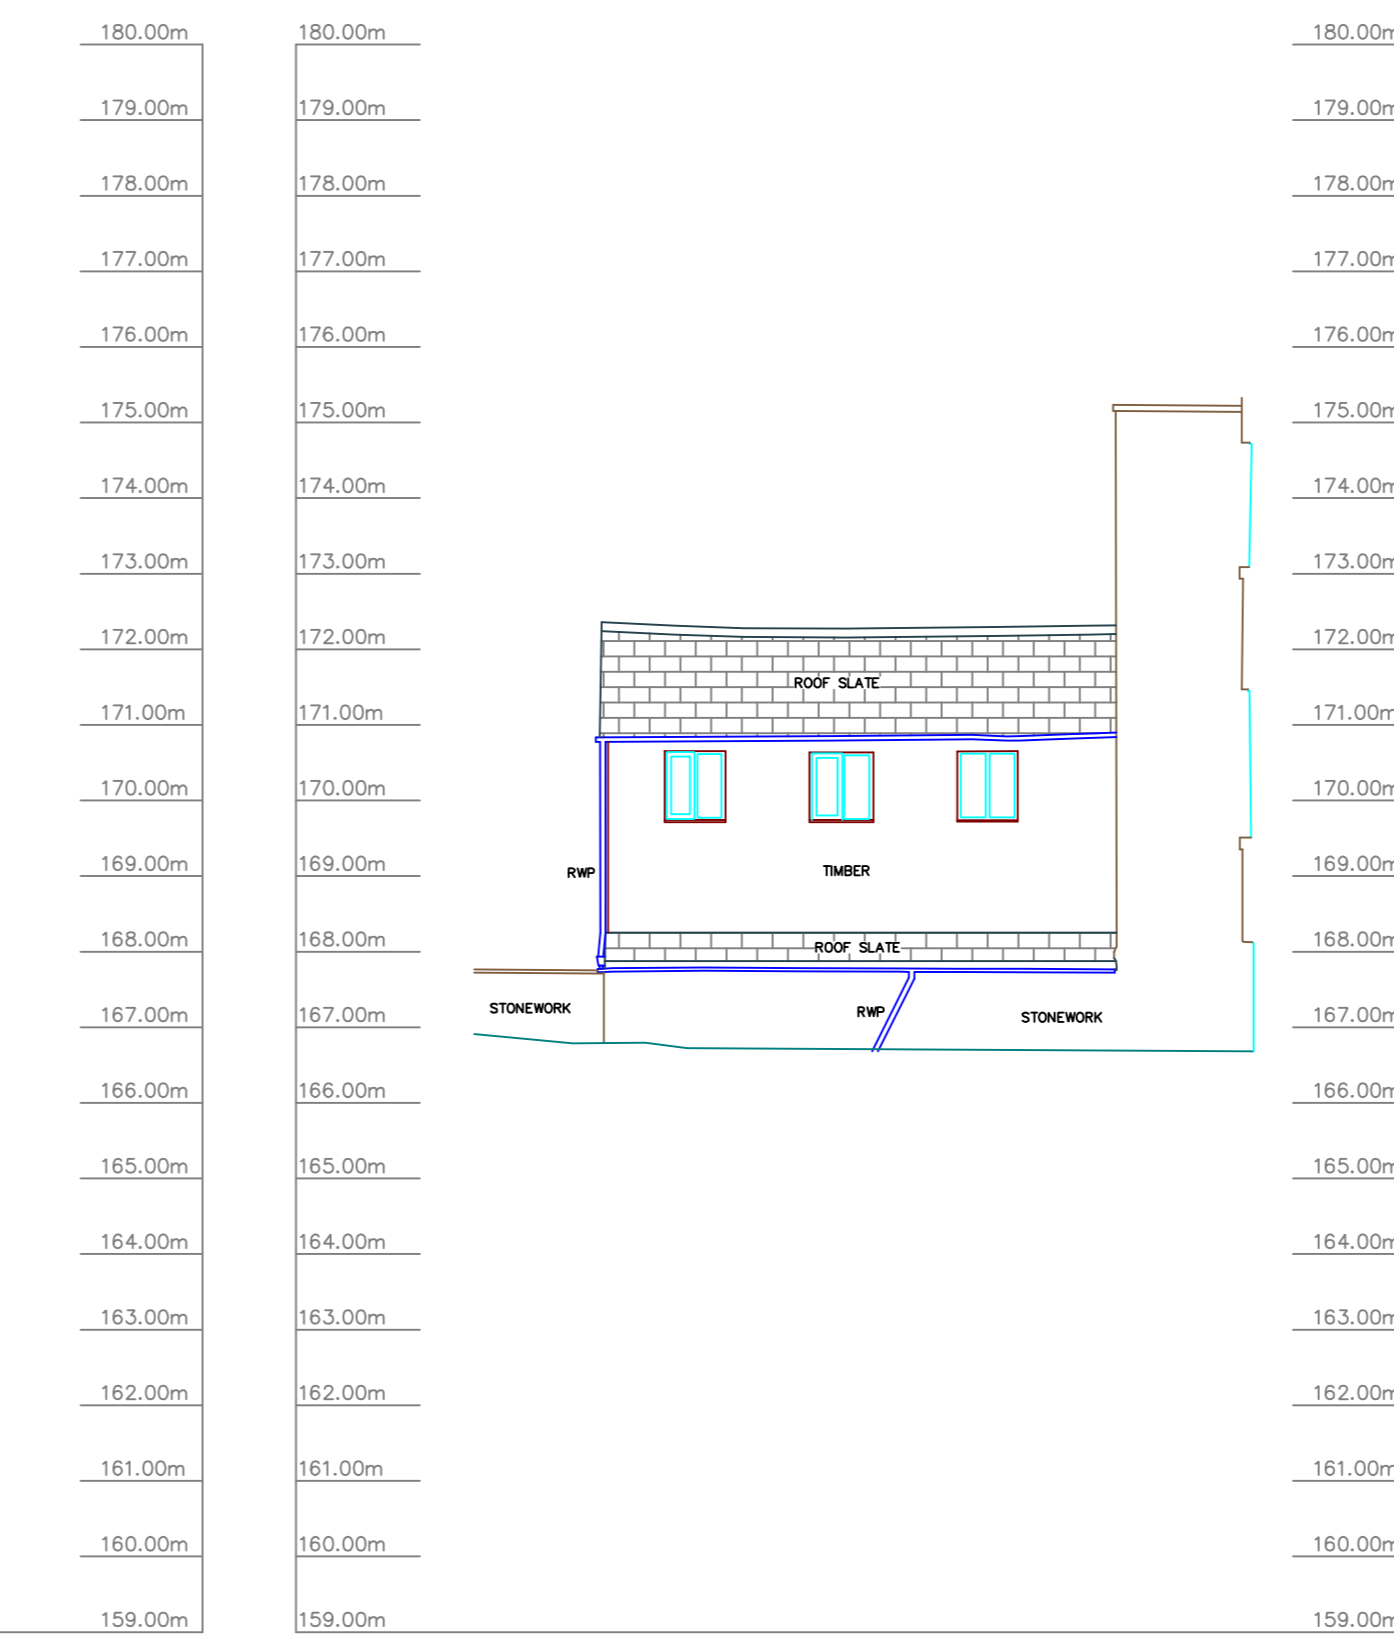 180.00m 180.00m 180.00m
179.00m 179.00m 179.00m
178.00m 178.00m 178.00m
177.00m 177.00m 177.00m
176.00m 176.00m 176.00m
175.00m 175.00m 175.00m
174.00m 174.00m 174.00m
173.00m 173.00m 173.00m
172.00m 172.00m 172.00m
ROOF SLATE
171.00m 171.00m 171.00m
170.00m 170.00m 170.00m
169.00m 169.00m 169.00m
RWP TIMBER
168.00m 168.00m 168.00m
ROOF SLATE
STONEWORK RWP STONEWORK
167.00m 167.00m 167.00m
166.00m 166.00m 166.00m
165.00m 165.00m 165.00m
164.00m 164.00m 164.00m
163.00m 163.00m 163.00m
162.00m 162.00m 162.00m
161.00m 161.00m 161.00m
160.00m 160.00m 160.00m
159.00m 159.00m 159.00m